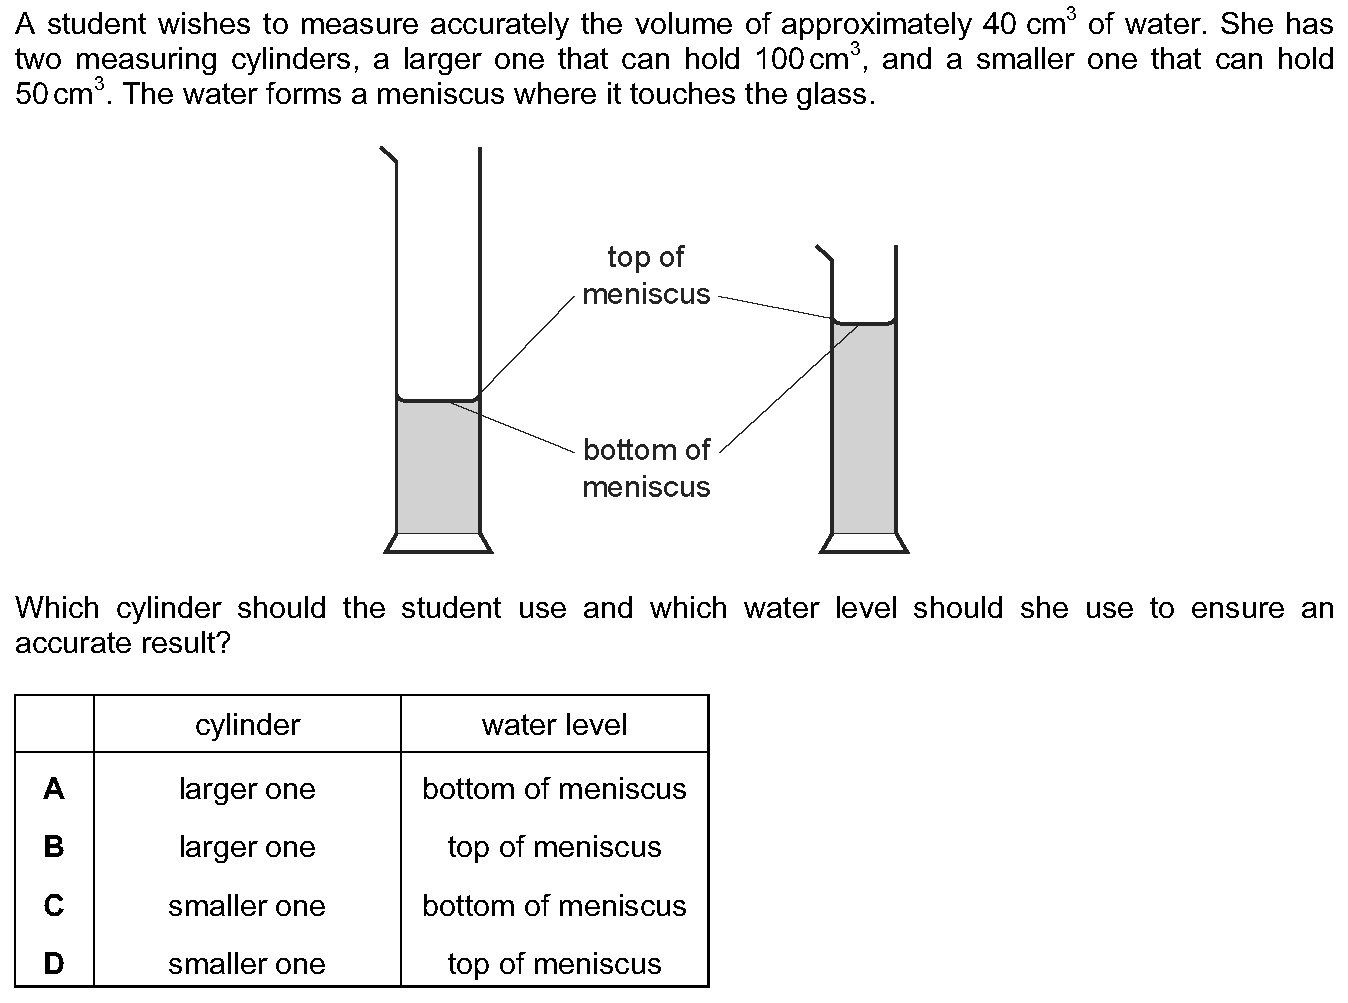 A student wishes to measure accurately the volume of approximately 40 cm³ of water. She has
two measuring cylinders, a larger one that can hold 100 cm³, and a smaller one that can hold
50 cm³. The water forms a meniscus where it touches the glass.
top of
meniscus
bottom of
meniscus
Which cylinder should the student use and which water level should she use to ensure an
accurate result?
cylinder water level
A larger one bottom of meniscus
B larger one top of meniscus
C smaller one bottom of meniscus
D smaller one top of meniscus